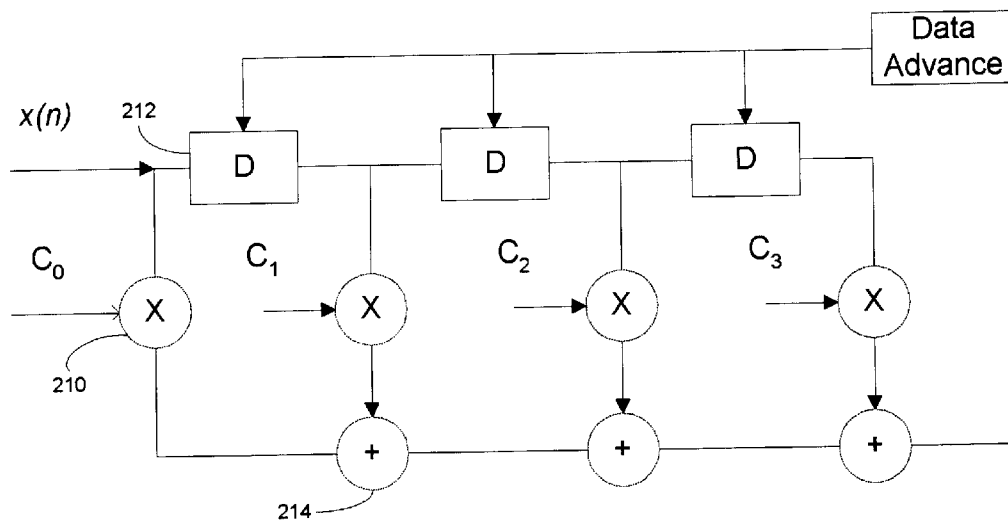 Data
Advance
x(n)
212
D
D
D
C0
C1
C2
C3
X
X
X
X
210
+
+
+
214